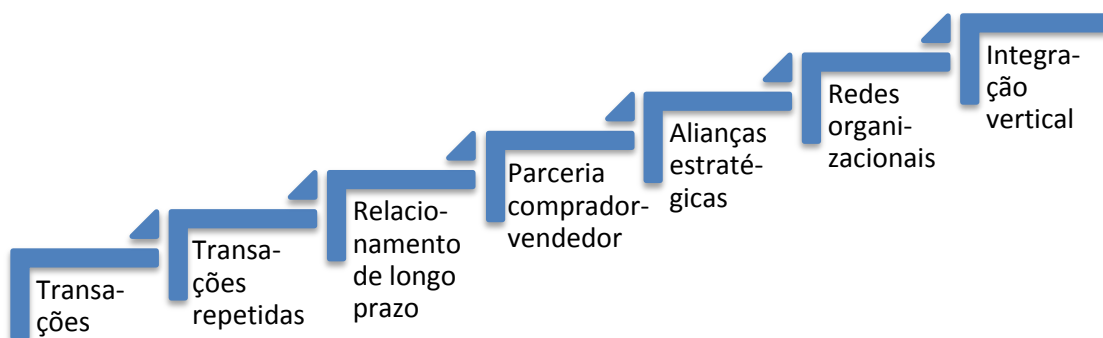 Transa-
ções
Transa-
ções
repetidas
Relacio-
namento
de longo
prazo
Parceria
comprador-
vendedor
Alianças
estraté-
gicas
Redes
organi-
zacionais
Integra-
ção
vertical